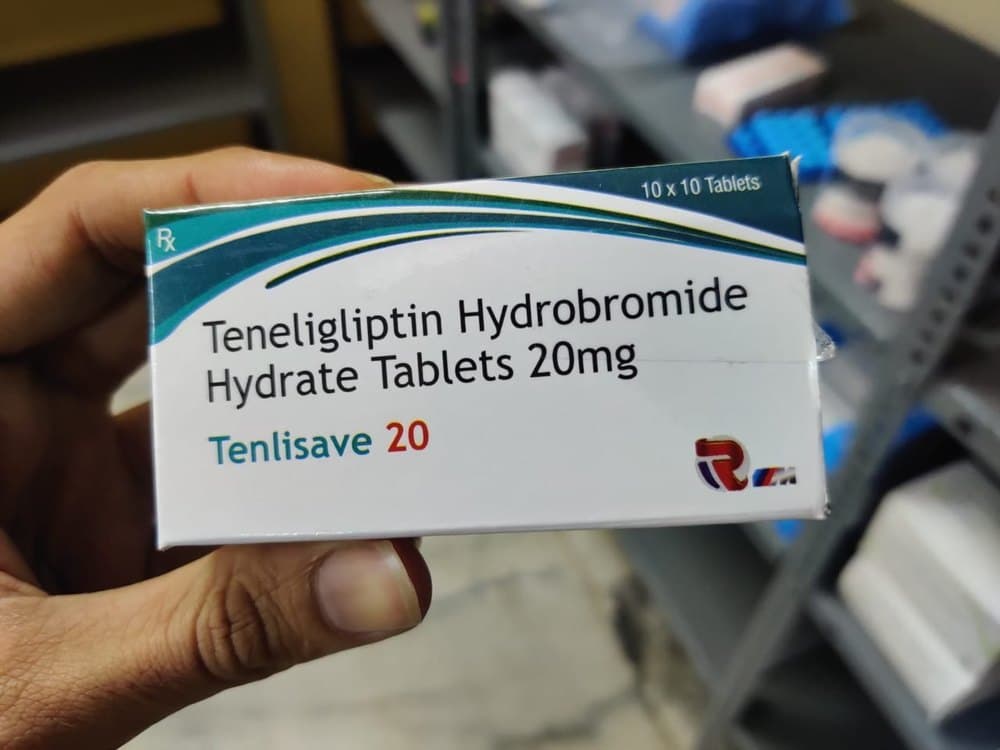 10 x 10 Tablets
Rx
Teneligliptin Hydrobromide
Hydrate Tablets 20mg
Tenlisave 20
R
M